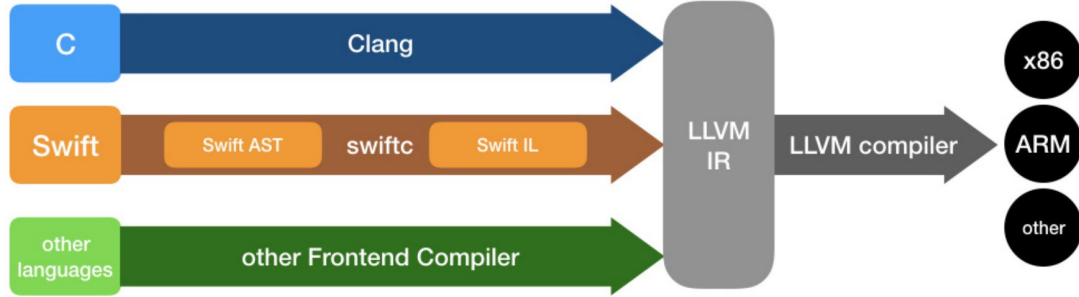 C
Clang
Swift
Swift AST
swiftc
Swift IL
other
languages
other Frontend Compiler
LLVM
IR
LLVM compiler
x86
ARM
other